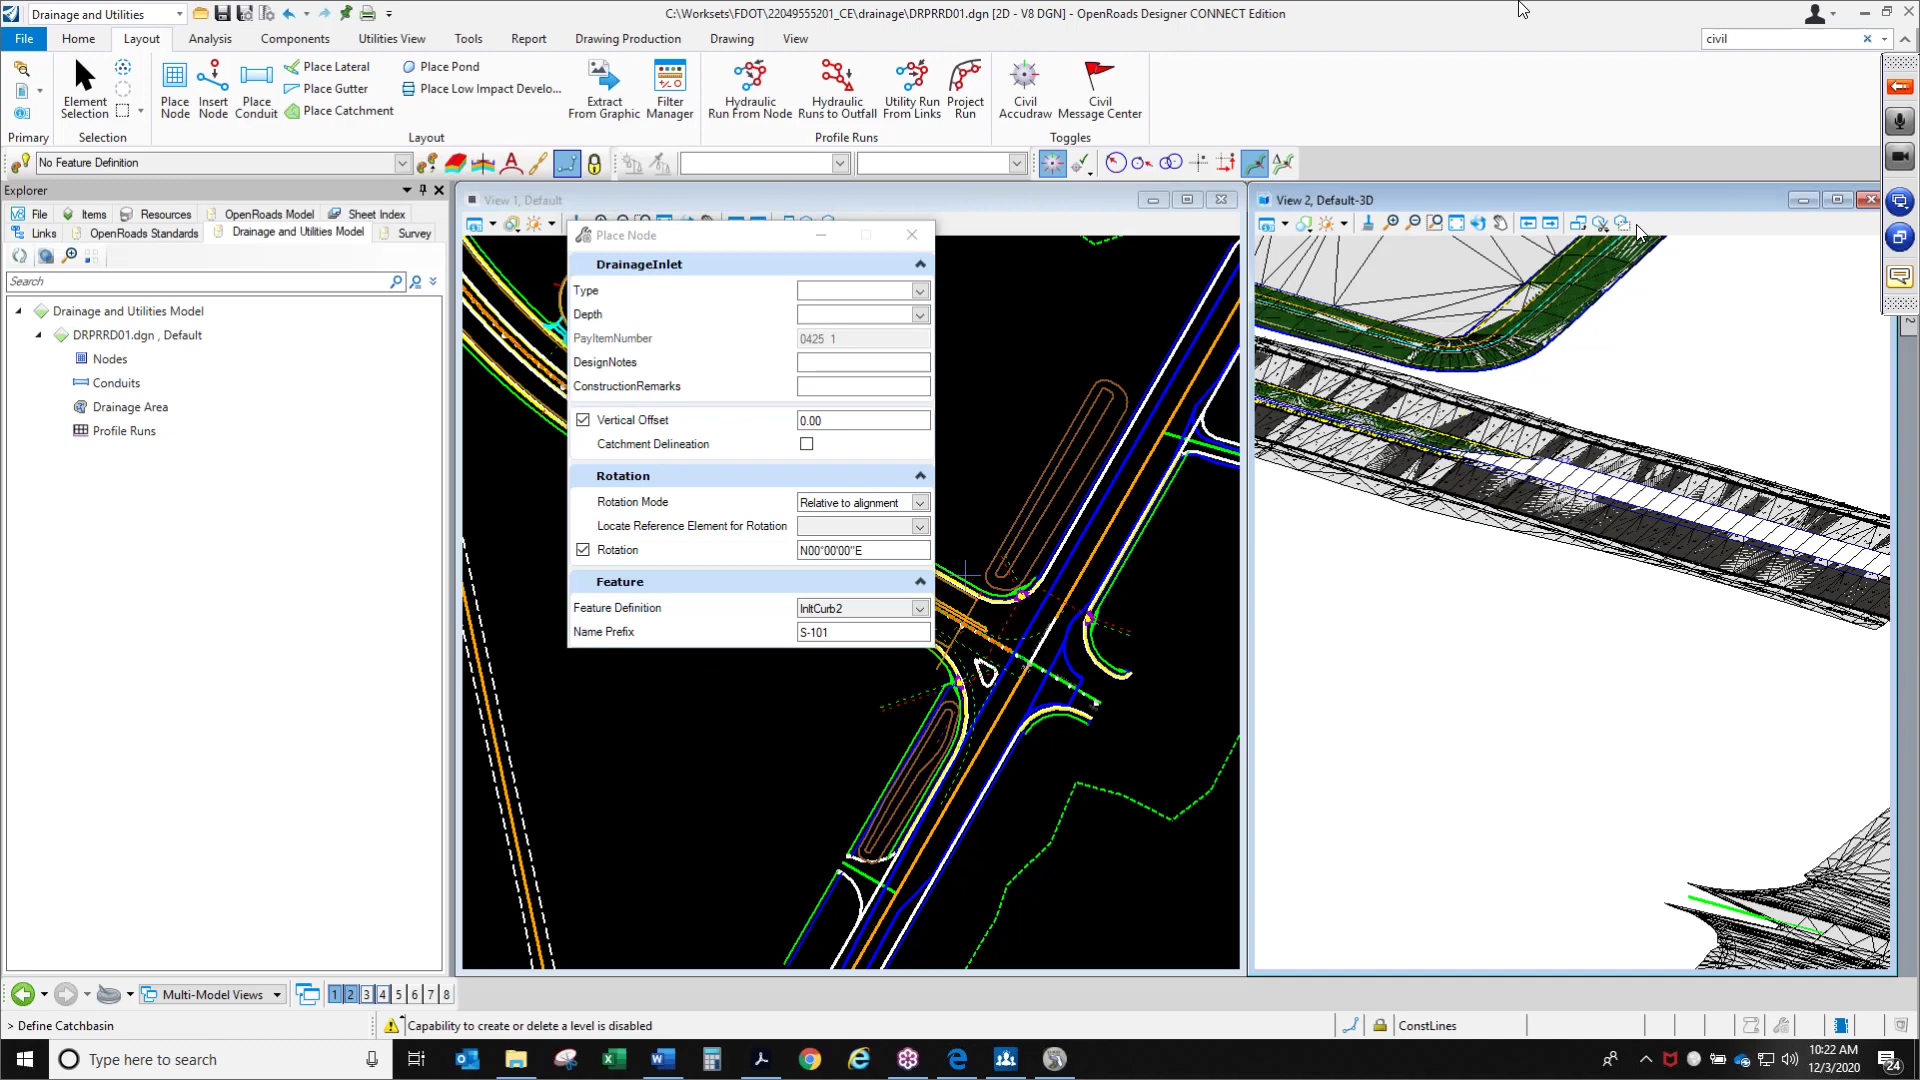 Drainage and Utilities
C:\Worksets\FDOT\22049555201_CE\drainage\DRPRRD01.dgn [2D - V8 DGN] - OpenRoads Designer CONNECT Edition
File
Home
Layout
Analysis
Components
Utilities View
Tools
Report
Drawing Production
Drawing
View
civil
Element Selection
Place Node
Insert Node
Place Conduit
Place Lateral
Place Gutter
Place Catchment
Place Pond
Place Low Impact Develo...
Extract From Graphic
Filter Manager
Hydraulic Run From Node
Hydraulic Runs to Outfall
Utility Run From Links
Project Run
Civil Accudraw
Civil Message Center
Primary
Selection
Layout
Profile Runs
Toggles
No Feature Definition
Explorer
File
Items
Resources
OpenRoads Model
Sheet Index
Links
OpenRoads Standards
Drainage and Utilities Model
Survey
Search
Drainage and Utilities Model
DRPRRD01.dgn , Default
Nodes
Conduits
Drainage Area
Profile Runs
View 1, Default
View 2, Default-3D
Place Node
DrainageInlet
Type
Depth
PayItemNumber
0425 1
DesignNotes
ConstructionRemarks
Vertical Offset
0.00
Catchment Delineation
Rotation
Rotation Mode
Relative to alignment
Locate Reference Element for Rotation
Rotation
N00°00'00"E
Feature
Feature Definition
InltCurb2
Name Prefix
S-101
Multi-Model Views
1 2 3 4 5 6 7 8
> Define Catchbasin
Capability to create or delete a level is disabled
ConstLines
Type here to search
10:22 AM
12/3/2020
24